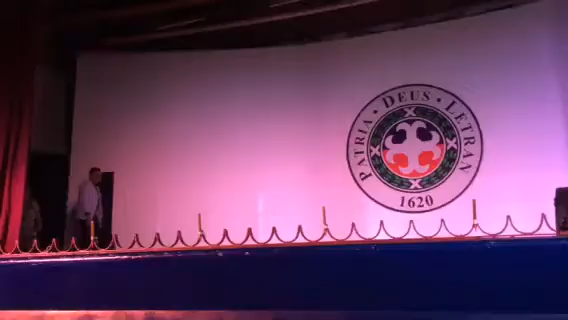 PATRIA · DEUS · LETRAN
1620